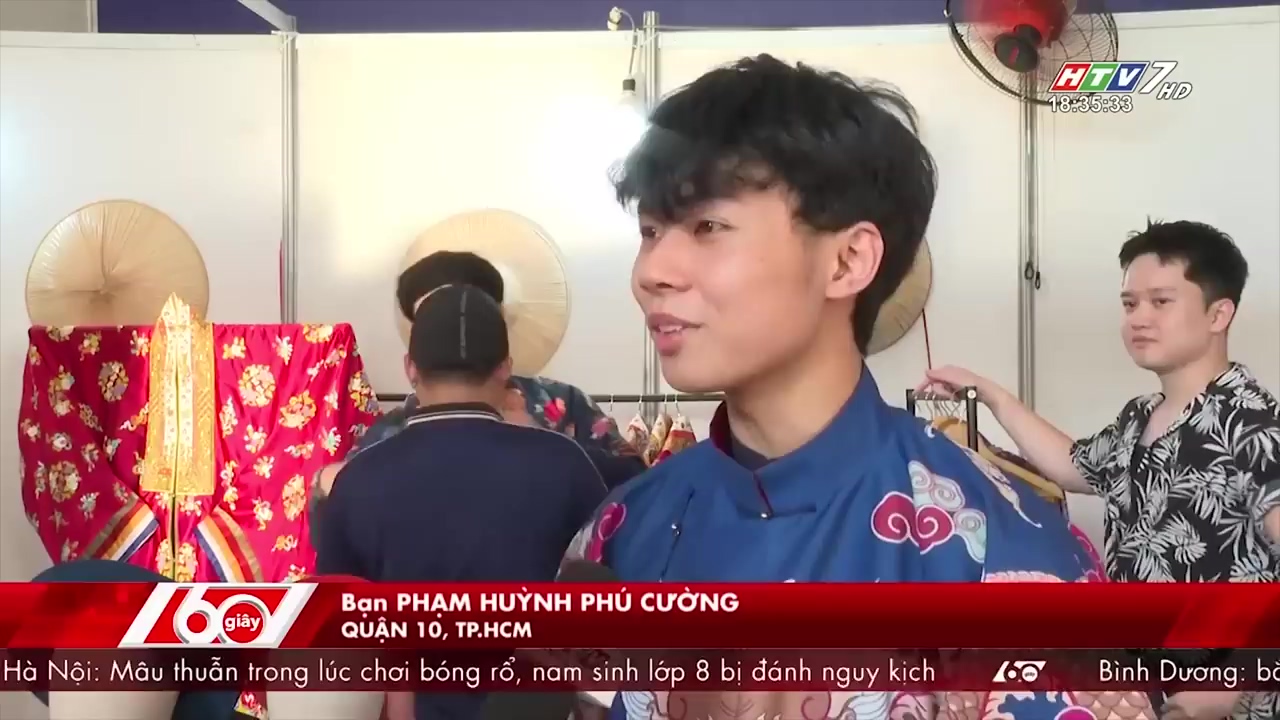 HTV7 HD
18:35:33
60 giây
Bạn PHẠM HUỲNH PHÚ CƯỜNG
QUẬN 10, TP.HCM
Hà Nội: Mâu thuẫn trong lúc chơi bóng rổ, nam sinh lớp 8 bị đánh nguy kịch 60 giây Bình Dương: